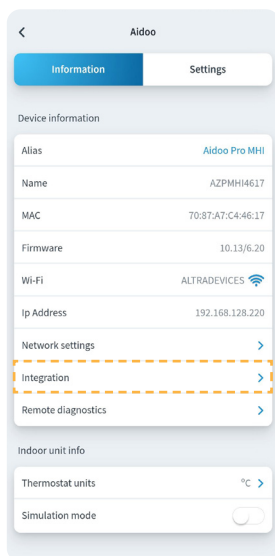 Aidoo
Information Settings
Device information
Alias Aidoo Pro MHI
Name AZPMHI4617
MAC 70:87:A7:C4:46:17
Firmware 10.13/6.20
Wi-Fi ALTRADEVICES
Ip Address 192.168.128.220
Network settings
Integration
Remote diagnostics
Indoor unit info
Thermostat units °C
Simulation mode